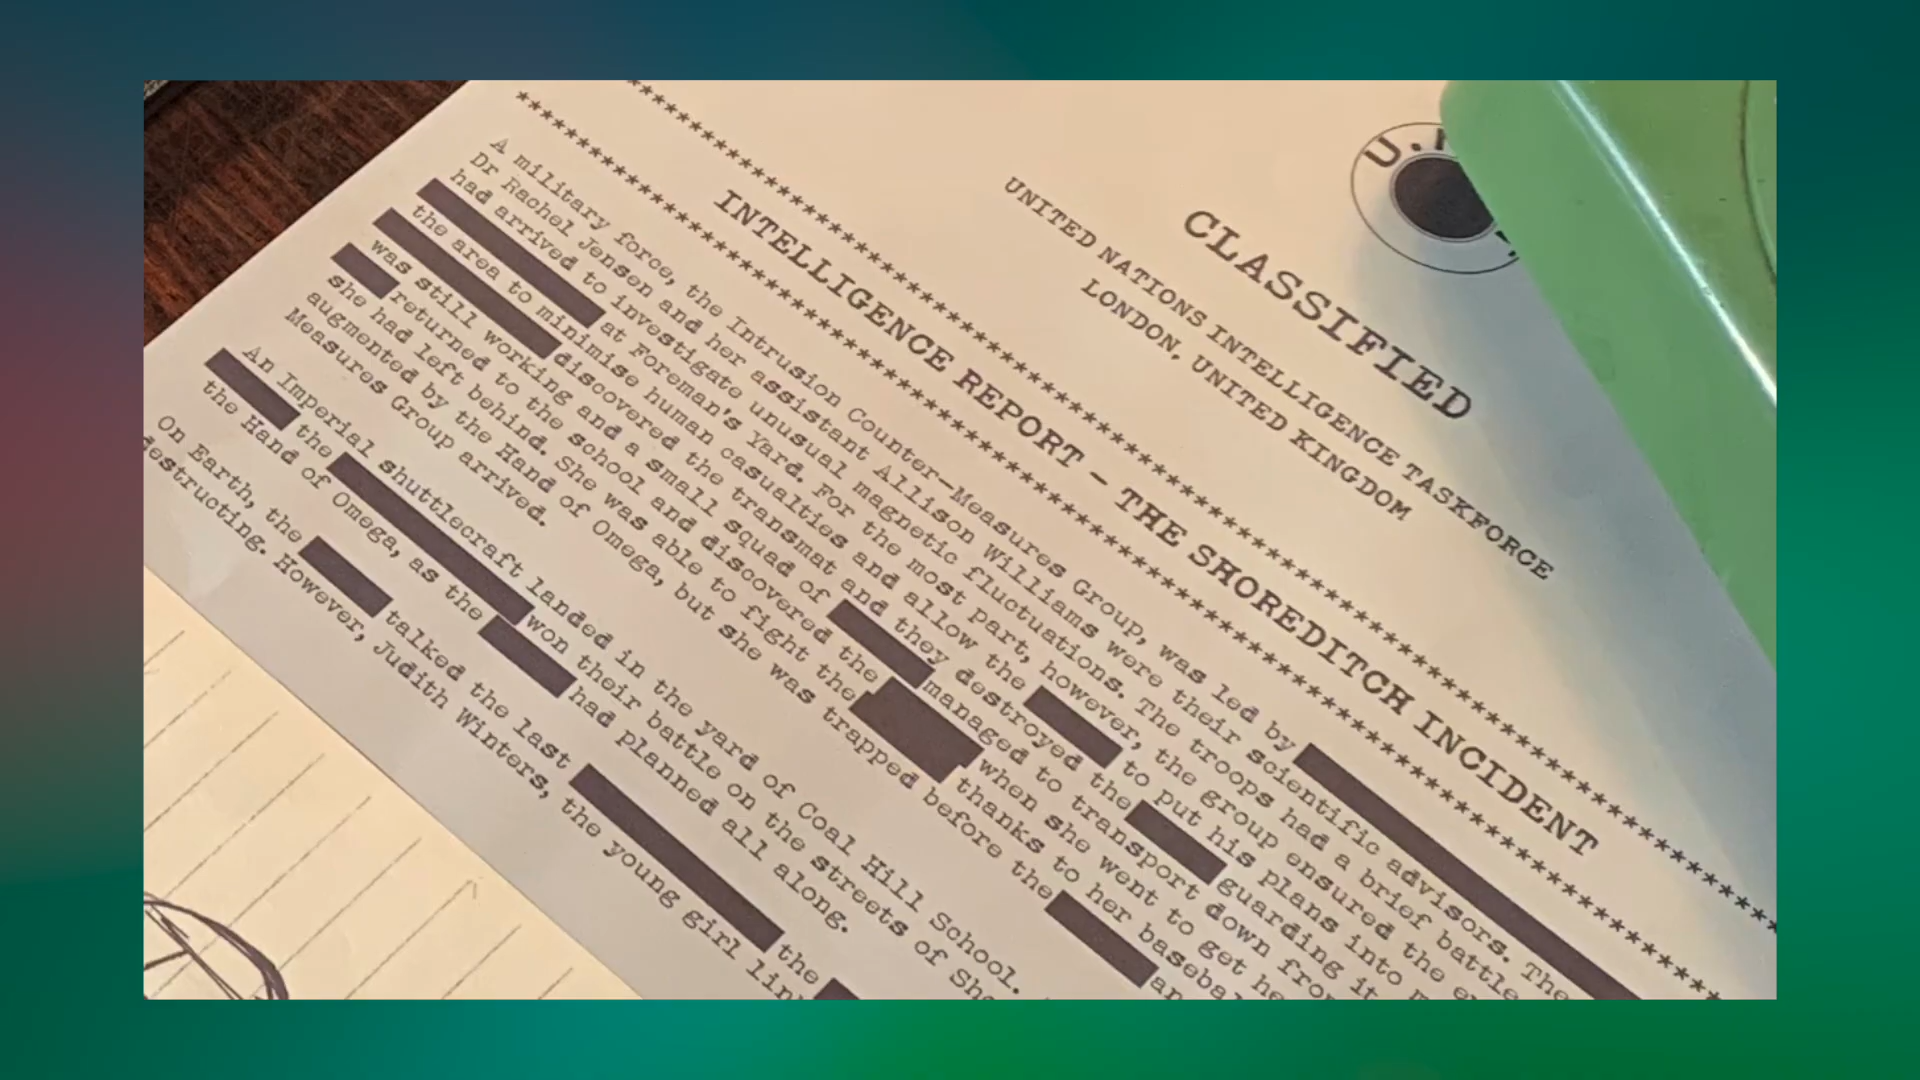 CLASSIFIED
UNITED NATIONS INTELLIGENCE TASKFORCE
LONDON, UNITED KINGDOM
INTELLIGENCE REPORT – THE SHOREDITCH INCIDENT
A military force, the Intrusion Counter-Measures Group, was led by
Dr Rachel Jensen and her assistant Allison Williams were their scientific advisors. The
had arrived to investigate unusual magnetic fluctuations. The troops had a brief battle
at Foreman's Yard. For the most part, however, the group ensured the
the area to minimise human casualties and allow the to put his plans into
discovered the transmat and they destroyed the guarding it
was still working and a small squad of managed to transport down
returned to the school and discovered the when she went to get
she had left behind. She was able to fight the thanks to her
augmented by the Hand of Omega, but she was trapped before the
Measures Group arrived.
An Imperial shuttlecraft landed in the yard of Coal Hill School.
the won their battle on the streets of
the Hand of Omega, as the had planned all along.
On Earth, the talked the last the
destructing. However, Judith Winters, the young girl